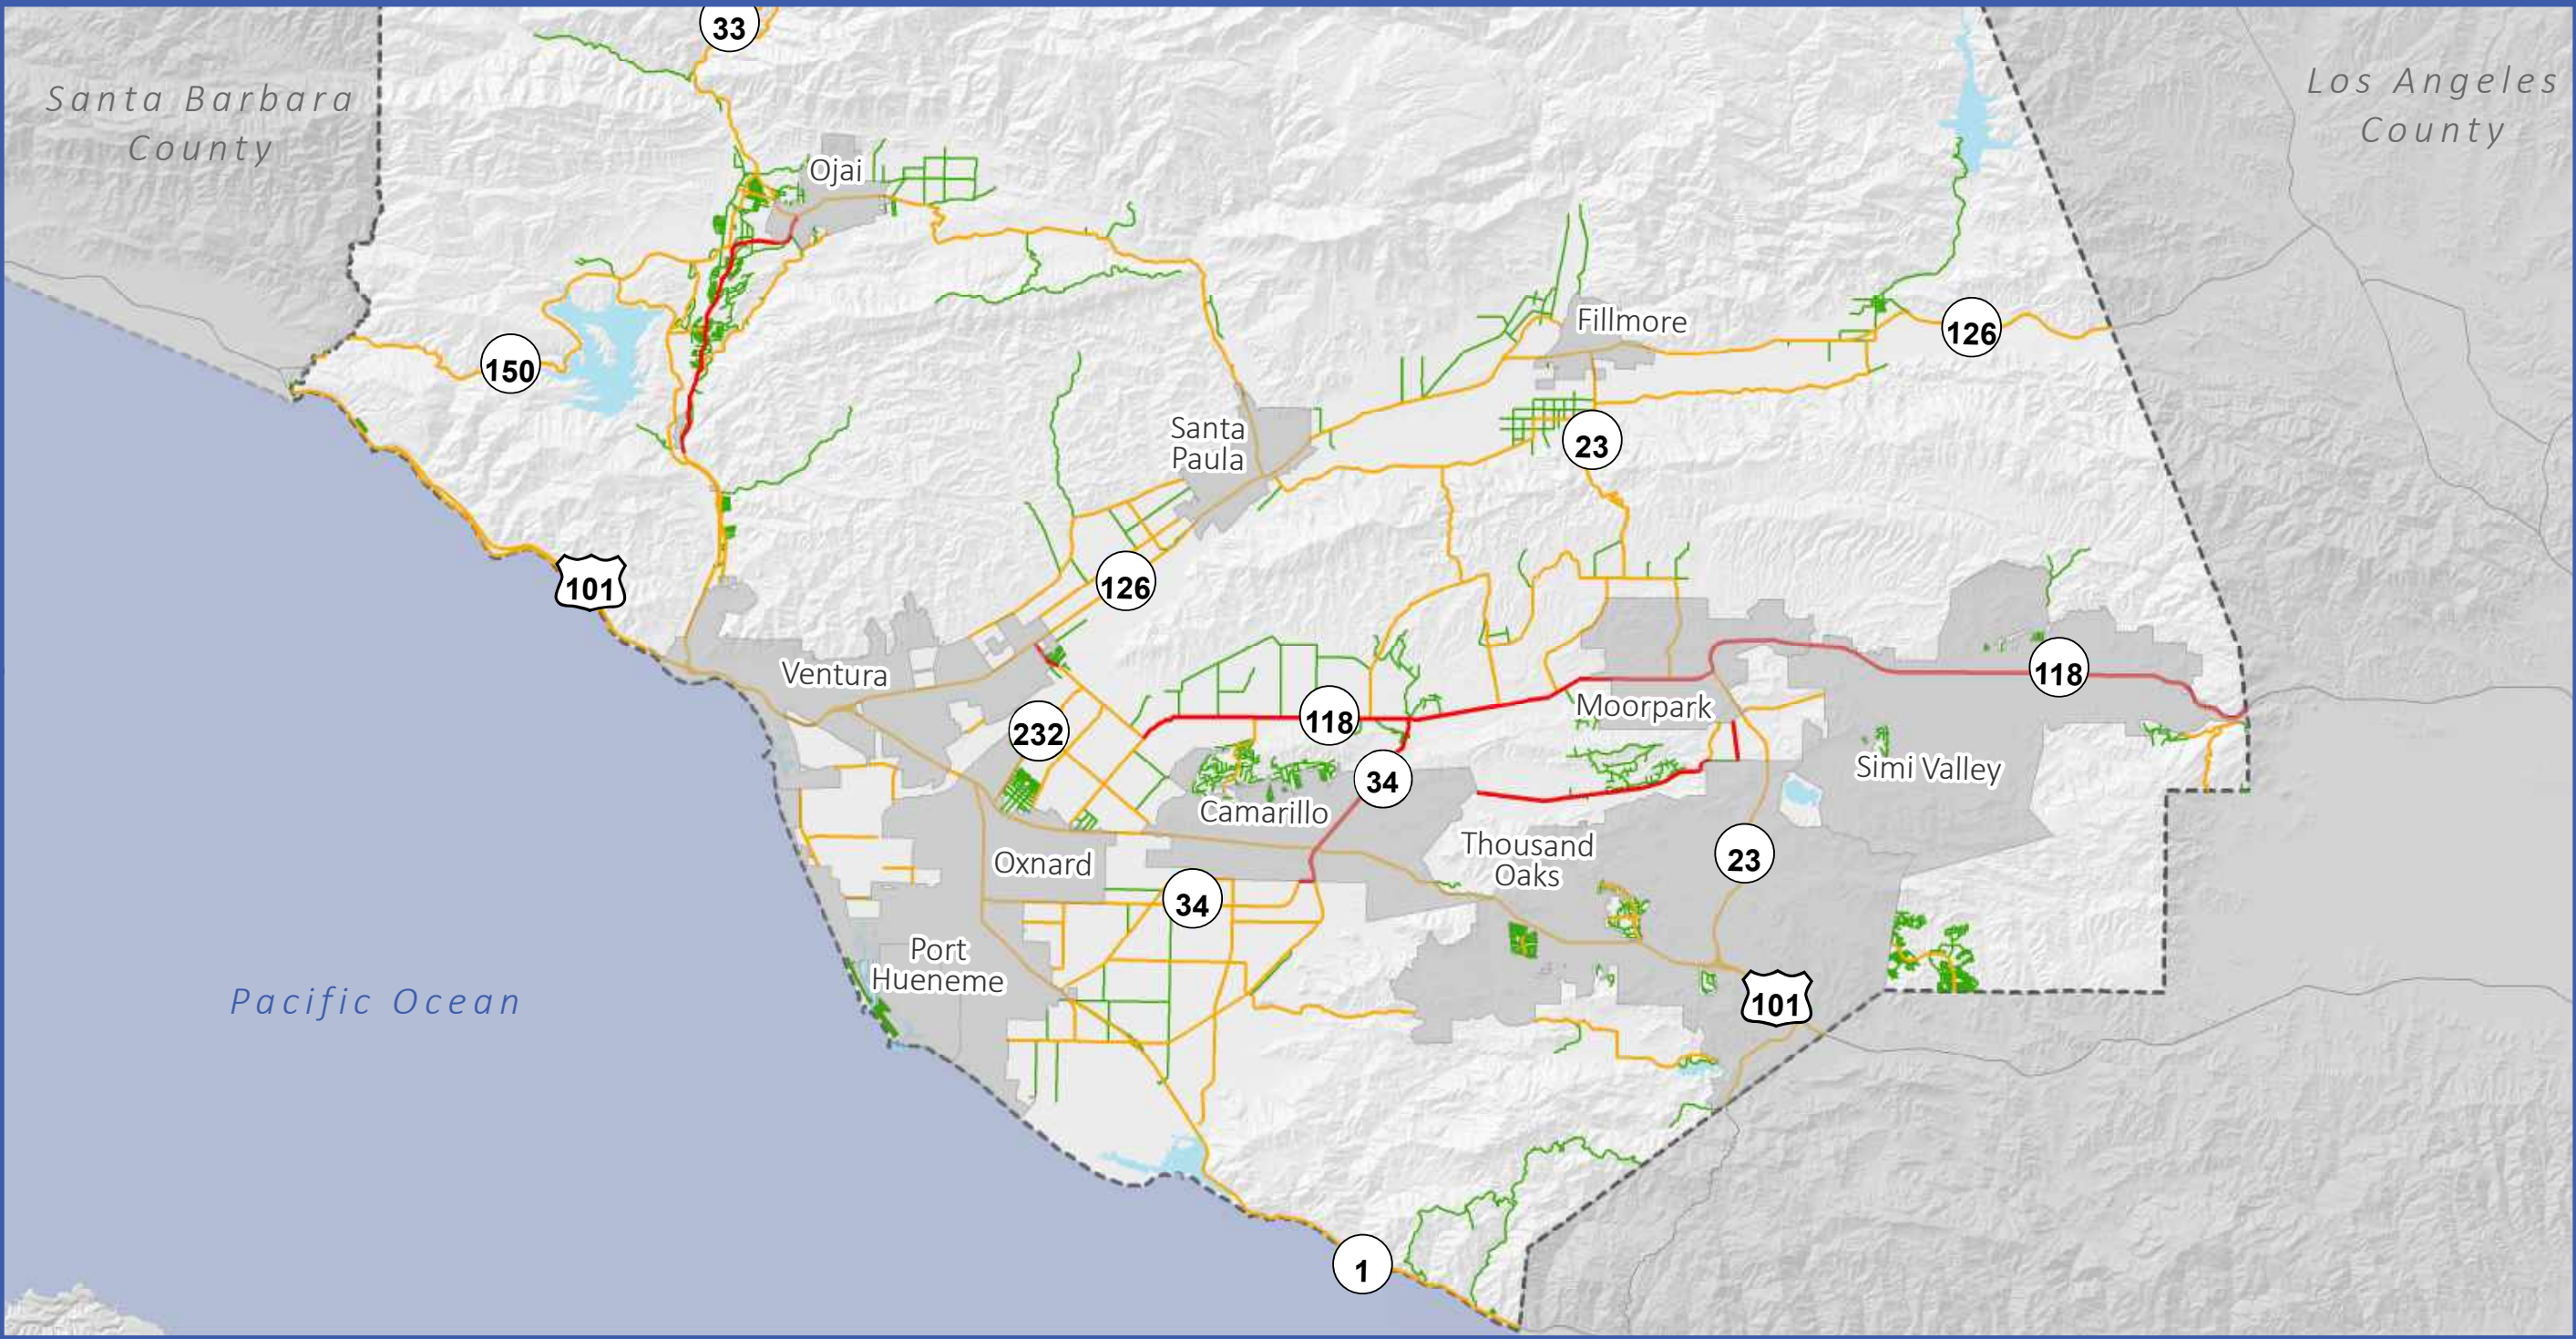 33
Santa Barbara
County
Los Angeles
County
Ojai
150
Fillmore
126
23
Santa
Paula
101
126
Ventura
232
118
118
Moorpark
34
Simi Valley
Camarillo
Thousand
Oaks
23
Oxnard
34
Port
Hueneme
101
Pacific Ocean
1